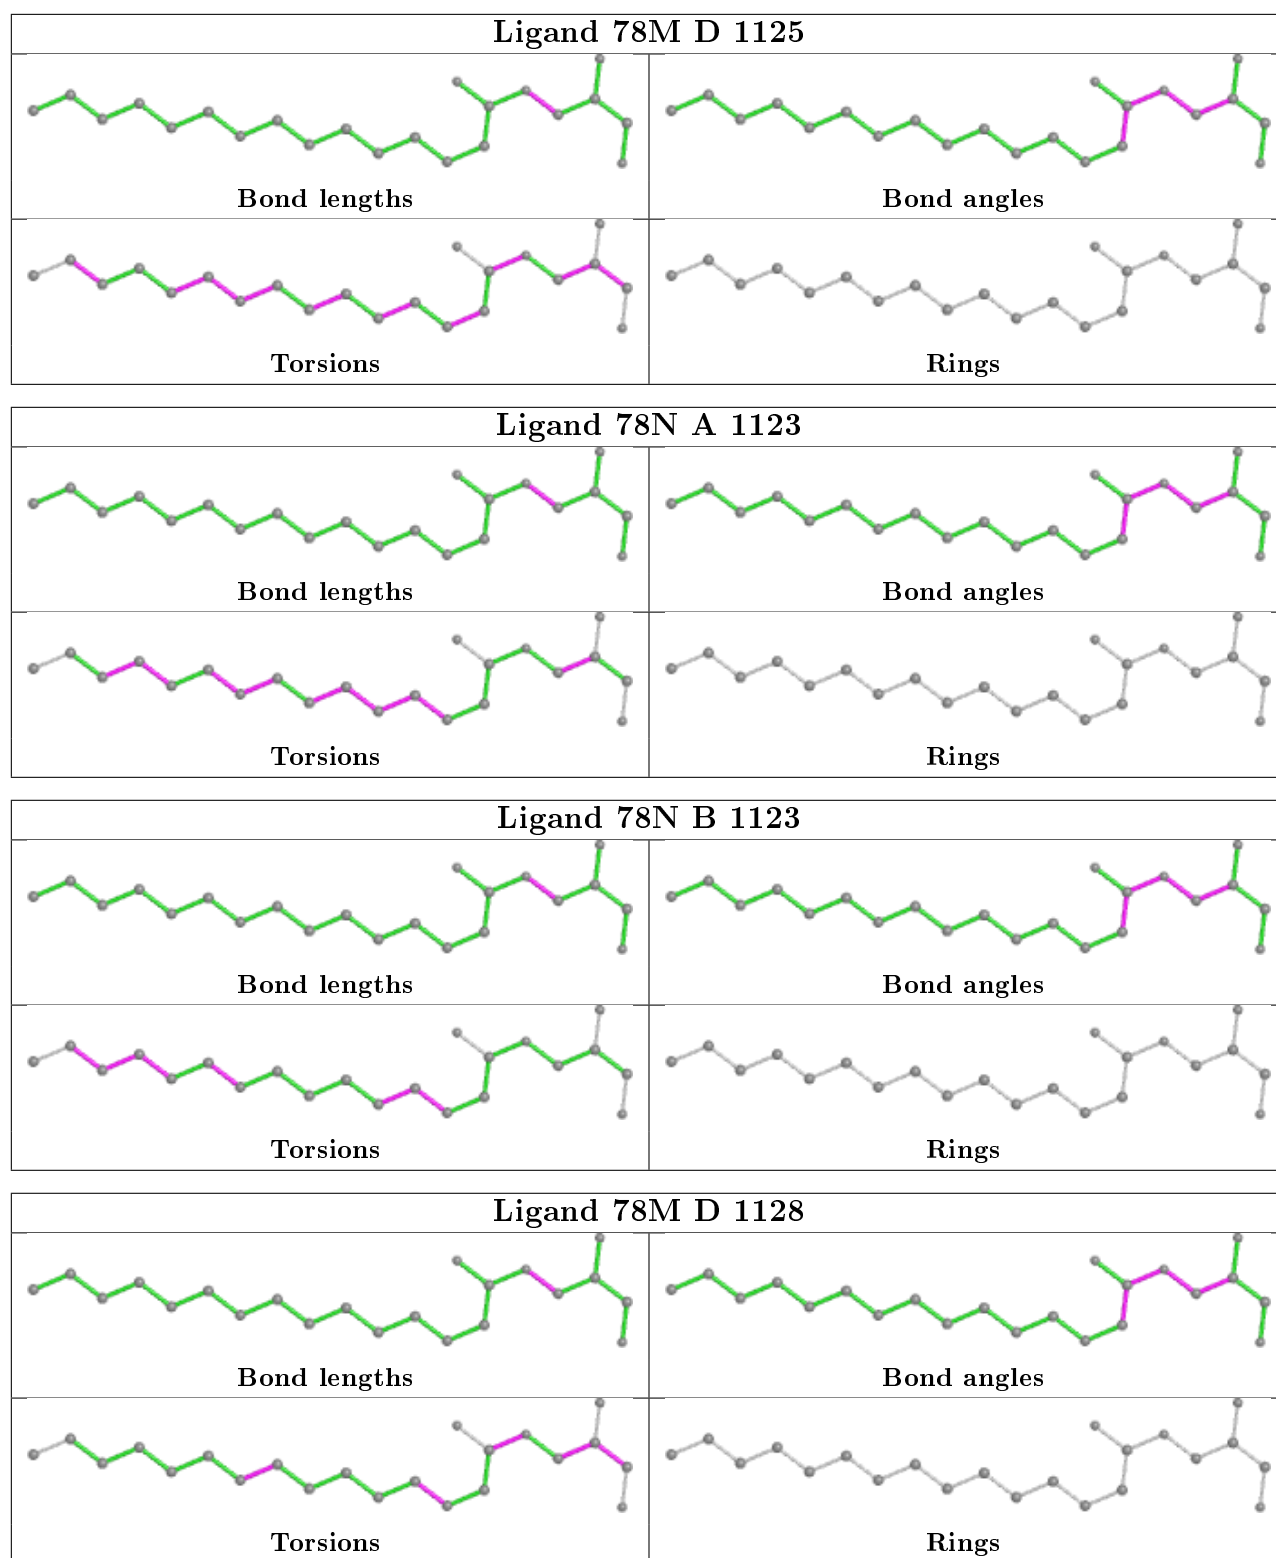 Ligand 78M D 1125
Bond lengths
Bond angles
Torsions
Rings
Ligand 78N A 1123
Bond lengths
Bond angles
Torsions
Rings
Ligand 78N B 1123
Bond lengths
Bond angles
Torsions
Rings
Ligand 78M D 1128
Bond lengths
Bond angles
Torsions
Rings